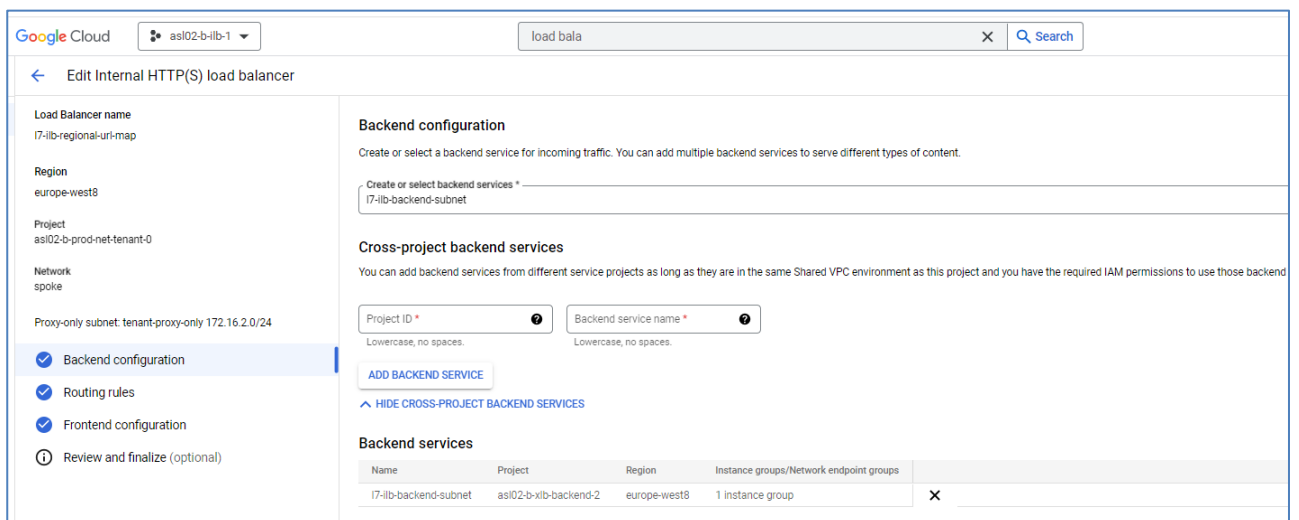 Google Cloud asl02-b-ilb-1 load bala Search
Edit Internal HTTP(S) load balancer
Load Balancer name
l7-ilb-regional-url-map
Region
europe-west8
Project
asl02-b-prod-net-tenant-0
Network
spoke
Proxy-only subnet: tenant-proxy-only 172.16.2.0/24
Backend configuration
Routing rules
Frontend configuration
Review and finalize (optional)
Backend configuration
Create or select a backend service for incoming traffic. You can add multiple backend services to serve different types of content.
Create or select backend services *
l7-ilb-backend-subnet
Cross-project backend services
You can add backend services from different service projects as long as they are in the same Shared VPC environment as this project and you have the required IAM permissions to use those backend
Project ID * Backend service name *
Lowercase, no spaces. Lowercase, no spaces.
ADD BACKEND SERVICE
HIDE CROSS-PROJECT BACKEND SERVICES
Backend services
Name Project Region Instance groups/Network endpoint groups
l7-ilb-backend-subnet asl02-b-xlb-backend-2 europe-west8 1 instance group